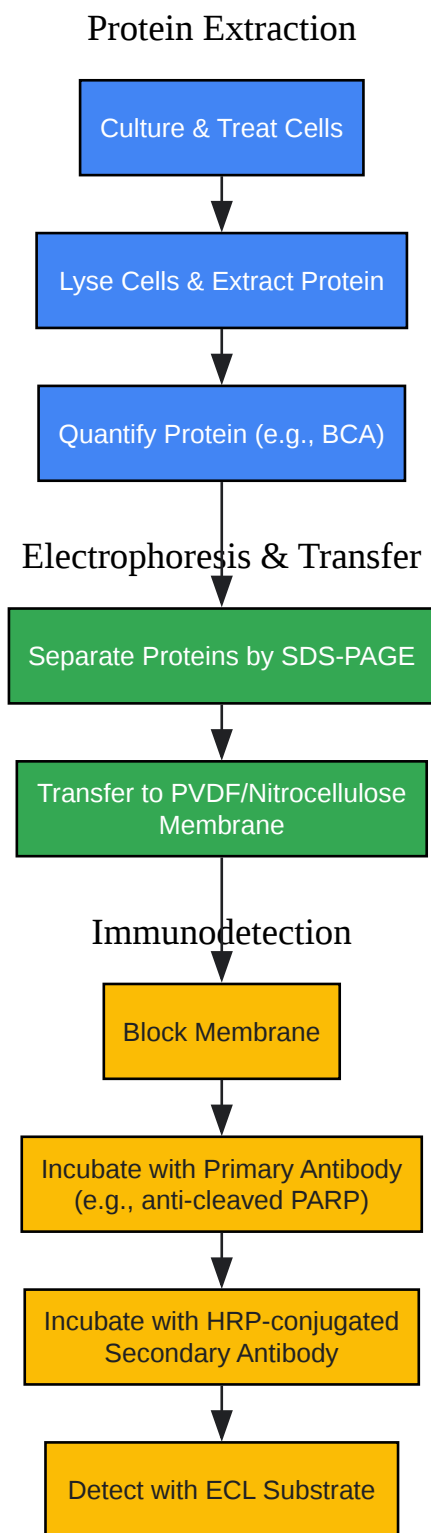 Protein Extraction
Culture & Treat Cells
Lyse Cells & Extract Protein
Quantify Protein (e.g., BCA)
Electrophoresis & Transfer
Separate Proteins by SDS-PAGE
Transfer to PVDF/Nitrocellulose
Membrane
Immunodetection
Block Membrane
Incubate with Primary Antibody
(e.g., anti-cleaved PARP)
Incubate with HRP-conjugated
Secondary Antibody
Detect with ECL Substrate